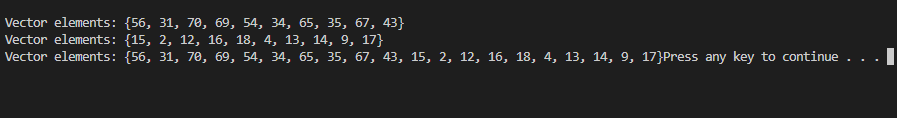 Vector elements: {56, 31, 70, 69, 54, 34, 65, 35, 67, 43}
Vector elements: {15, 2, 12, 16, 18, 4, 13, 14, 9, 17}
Vector elements: {56, 31, 70, 69, 54, 34, 65, 35, 67, 43, 15, 2, 12, 16, 18, 4, 13, 14, 9, 17}Press any key to continue . . .